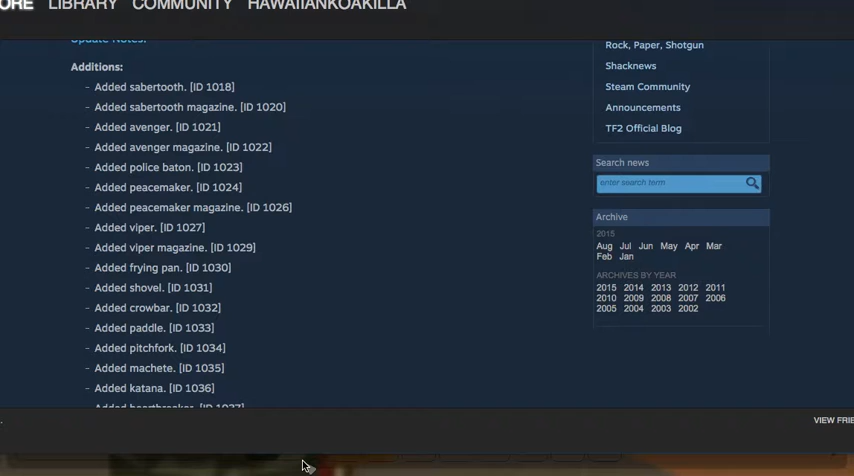 ORE LIBRARY COMMUNITY HAWAIIANKOAKILLA
Update Notes:
Additions:
- Added sabertooth. [ID 1018]
- Added sabertooth magazine. [ID 1020]
- Added avenger. [ID 1021]
- Added avenger magazine. [ID 1022]
- Added police baton. [ID 1023]
- Added peacemaker. [ID 1024]
- Added peacemaker magazine. [ID 1026]
- Added viper. [ID 1027]
- Added viper magazine. [ID 1029]
- Added frying pan. [ID 1030]
- Added shovel. [ID 1031]
- Added crowbar. [ID 1032]
- Added paddle. [ID 1033]
- Added pitchfork. [ID 1034]
- Added machete. [ID 1035]
- Added katana. [ID 1036]
- Added heartbreaker. [ID 1037]
Rock, Paper, Shotgun
Shacknews
Steam Community
Announcements
TF2 Official Blog
Search news
enter search term
Archive
2015
Aug Jul Jun May Apr Mar
Feb Jan
ARCHIVES BY YEAR
2015 2014 2013 2012 2011
2010 2009 2008 2007 2006
2005 2004 2003 2002
VIEW FRIE